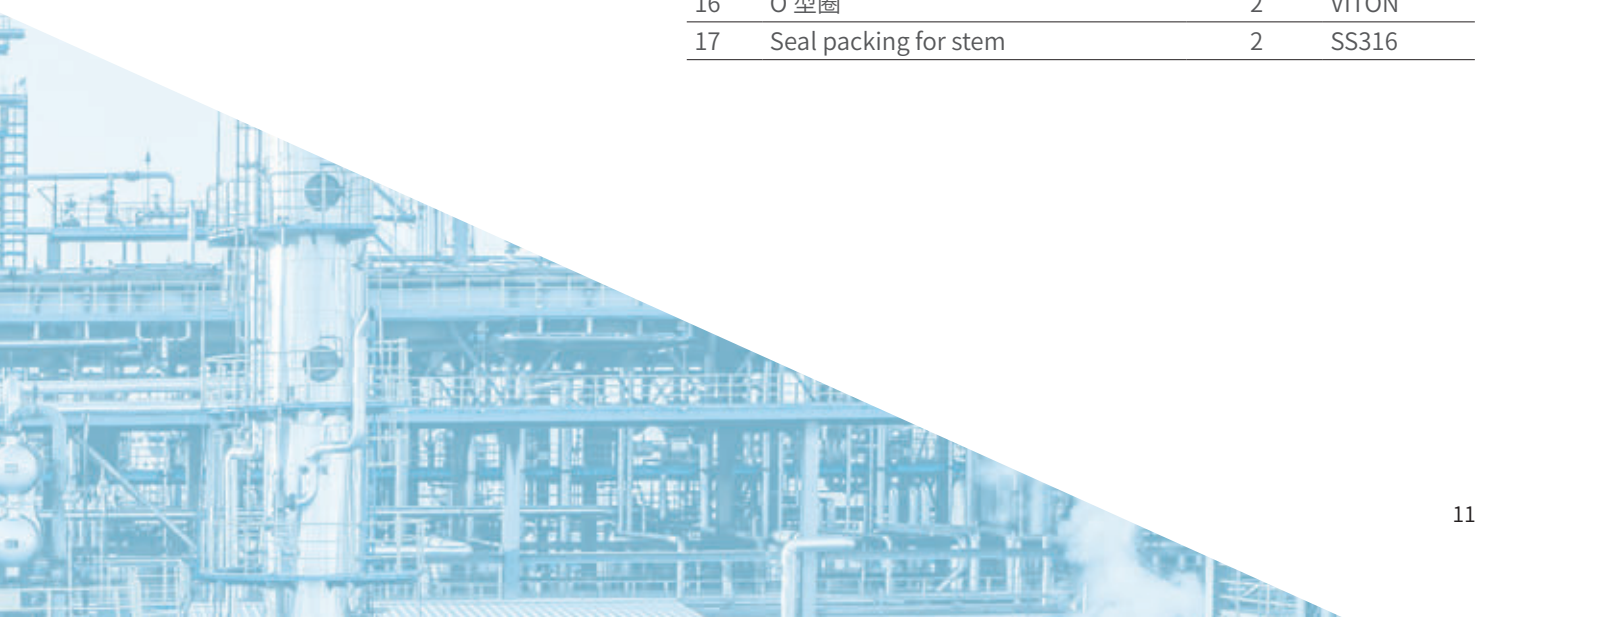 16 O 型圈 2 VITON
17 Seal packing for stem 2 SS316
11